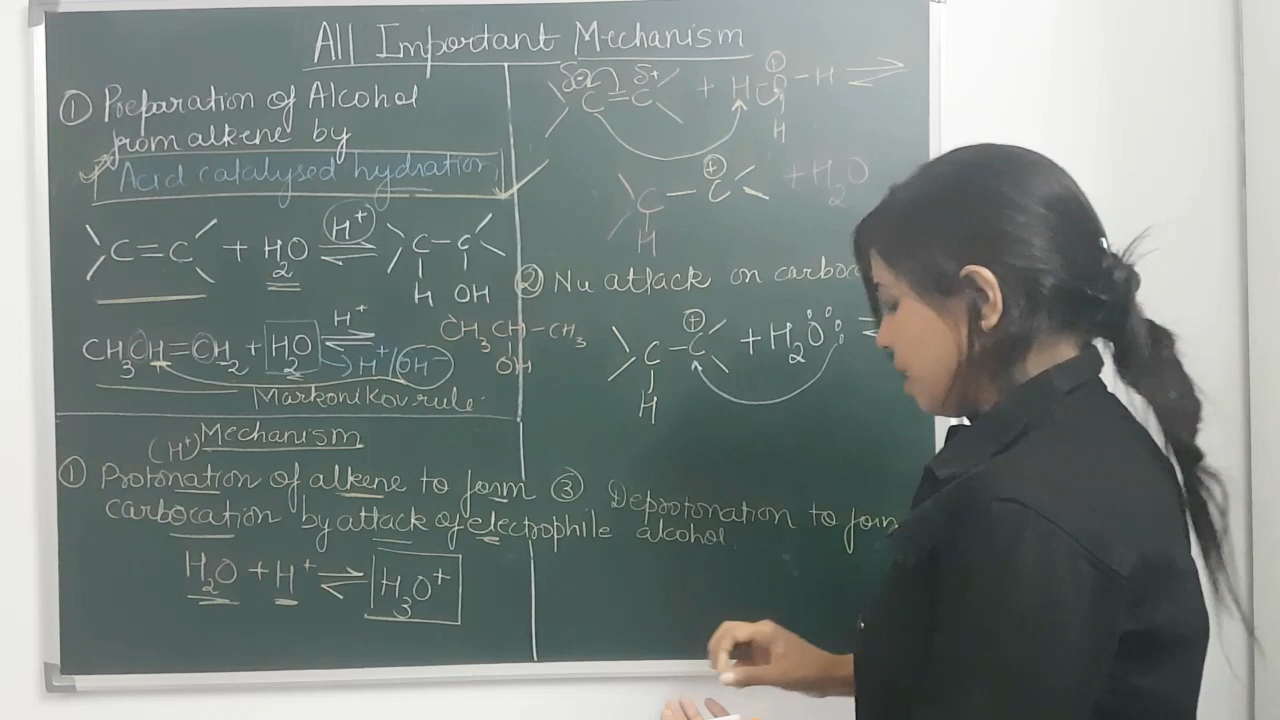 All Important Mechanism
① Preparation of Alcohol
from alkene by
Acid catalysed hydration
C=C + H₂O ⇌ C-C
H⁺
H OH
CH₃CH=CH₂ + H₂O ⇌ CH₃CH-CH₃
H⁺
OH
H⁺/OH⁻
Markonikov rule.
Mechanism
(H⁺)
① Protonation of alkene to form
carbocation by attack of electrophile
H₂O + H⁺ ⇌ H₃O⁺
δ- δ+
C=C + H-O-H ⇌
⊕
H
C-C + H₂O
⊕
H
② Nu attack on
C-C + H₂O
⊕
H
③ Deprotonation to form
alcohol